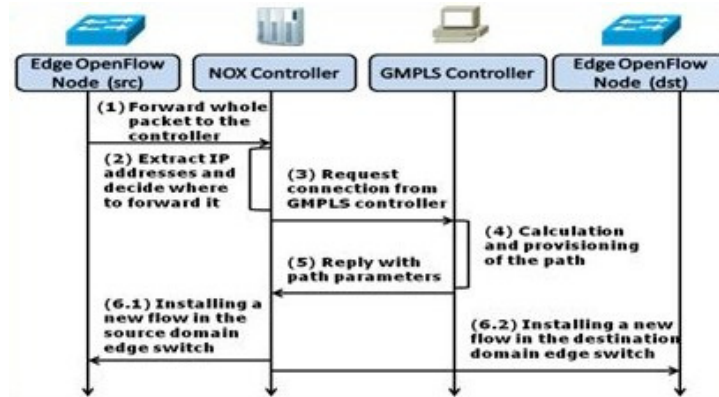 Edge OpenFlow
Node (src)
NOX Controller
GMPLS Controller
Edge OpenFlow
Node (dst)
(1) Forward whole
packet to the
controller
(2) Extract IP
addresses and
decide where
to forward it
(3) Request
connection from
GMPLS controller
(4) Calculation
and provisioning
of the path
(5) Reply with
path parameters
(6.1) Installing a
new flow in the
source domain
edge switch
(6.2) Installing a new
flow in the destination
domain edge switch